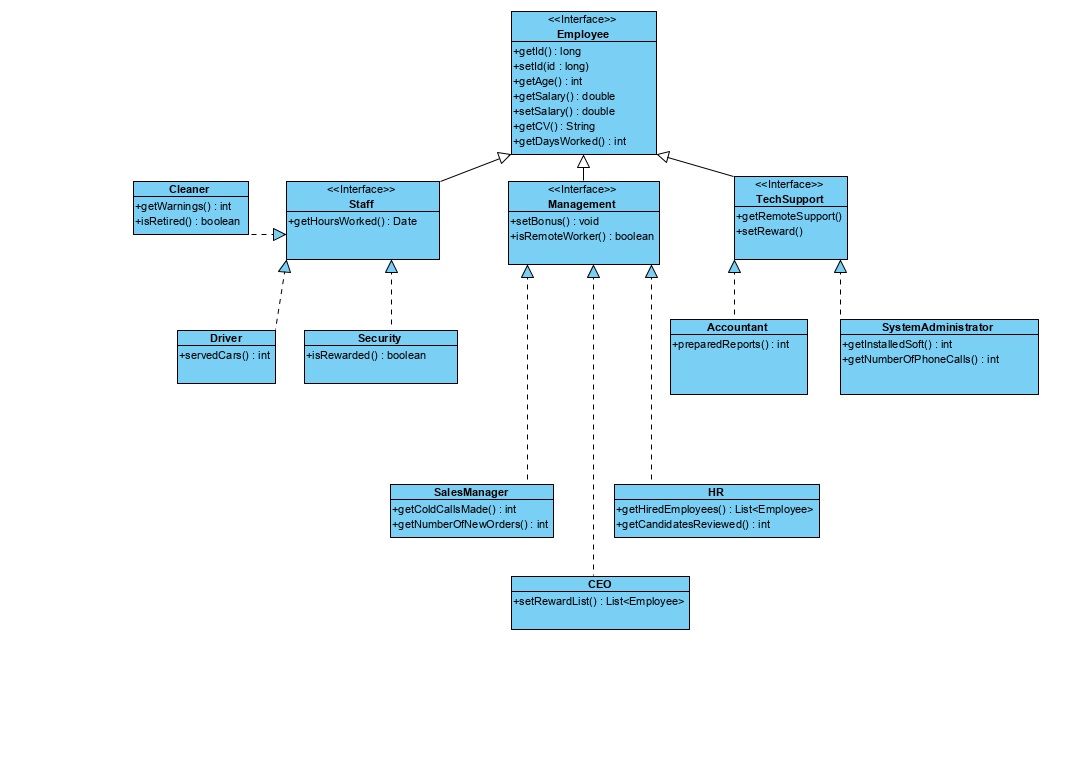 <<Interface>>
Employee
+getId() : long
+setId(id : long)
+getAge() : int
+getSalary() : double
+setSalary() : double
+getCV() : String
+getDaysWorked() : int
Cleaner
+getWarnings() : int
+isRetired() : boolean
<<Interface>>
Staff
+getHoursWorked() : Date
<<Interface>>
Management
+setBonus() : void
+isRemoteWorker() : boolean
<<Interface>>
TechSupport
+getRemoteSupport()
+setReward()
Driver
+servedCars() : int
Security
+isRewarded() : boolean
Accountant
+preparedReports() : int
SystemAdministrator
+getInstalledSoft() : int
+getNumberOfPhoneCalls() : int
SalesManager
+getColdCallsMade() : int
+getNumberOfNewOrders() : int
HR
+getHiredEmployees() : List<Employee>
+getCandidatesReviewed() : int
CEO
+setRewardList() : List<Employee>